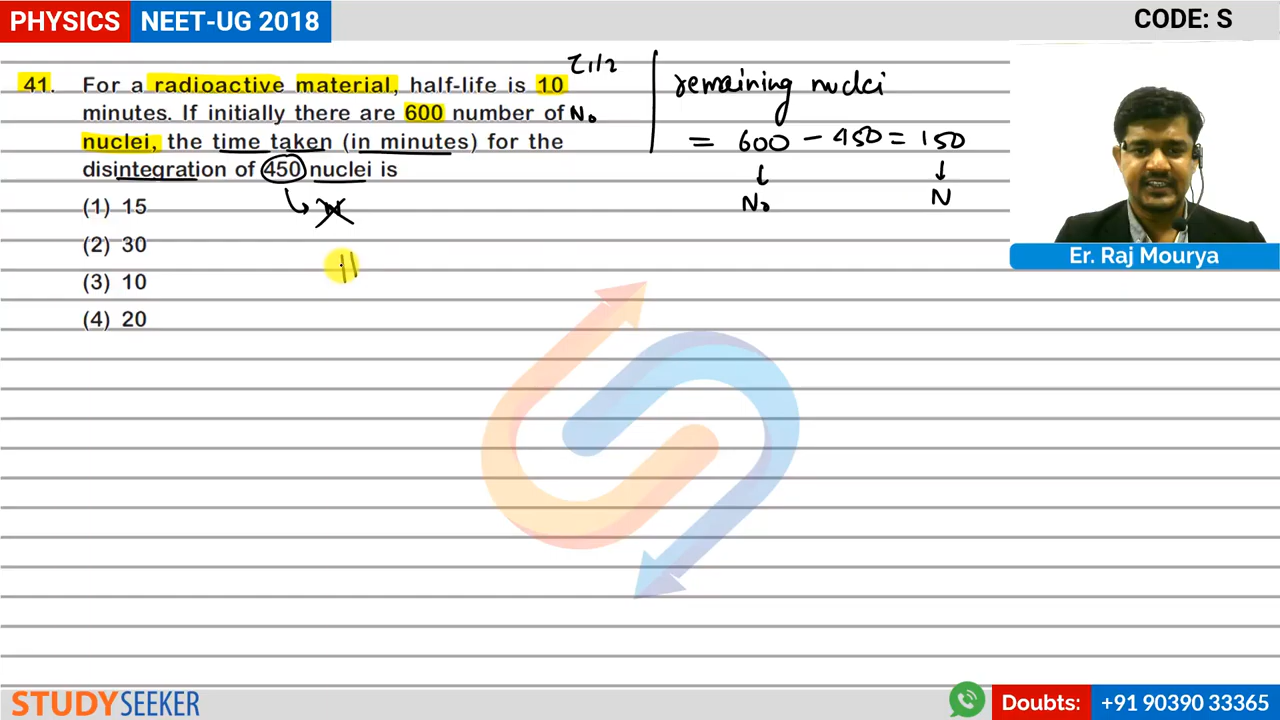 PHYSICS NEET-UG 2018
CODE: S
41. For a radioactive material, half-life is 10
minutes. If initially there are 600 number of
nuclei, the time taken (in minutes) for the
disintegration of 450 nuclei is
(1) 15
(2) 30
(3) 10
(4) 20
τ1/2
N₀
N
remaining nuclei
= 600 - 450 = 150
↓ ↓
N₀ N
Er. Raj Mourya
STUDYSEEKER
Doubts: +91 90390 33365